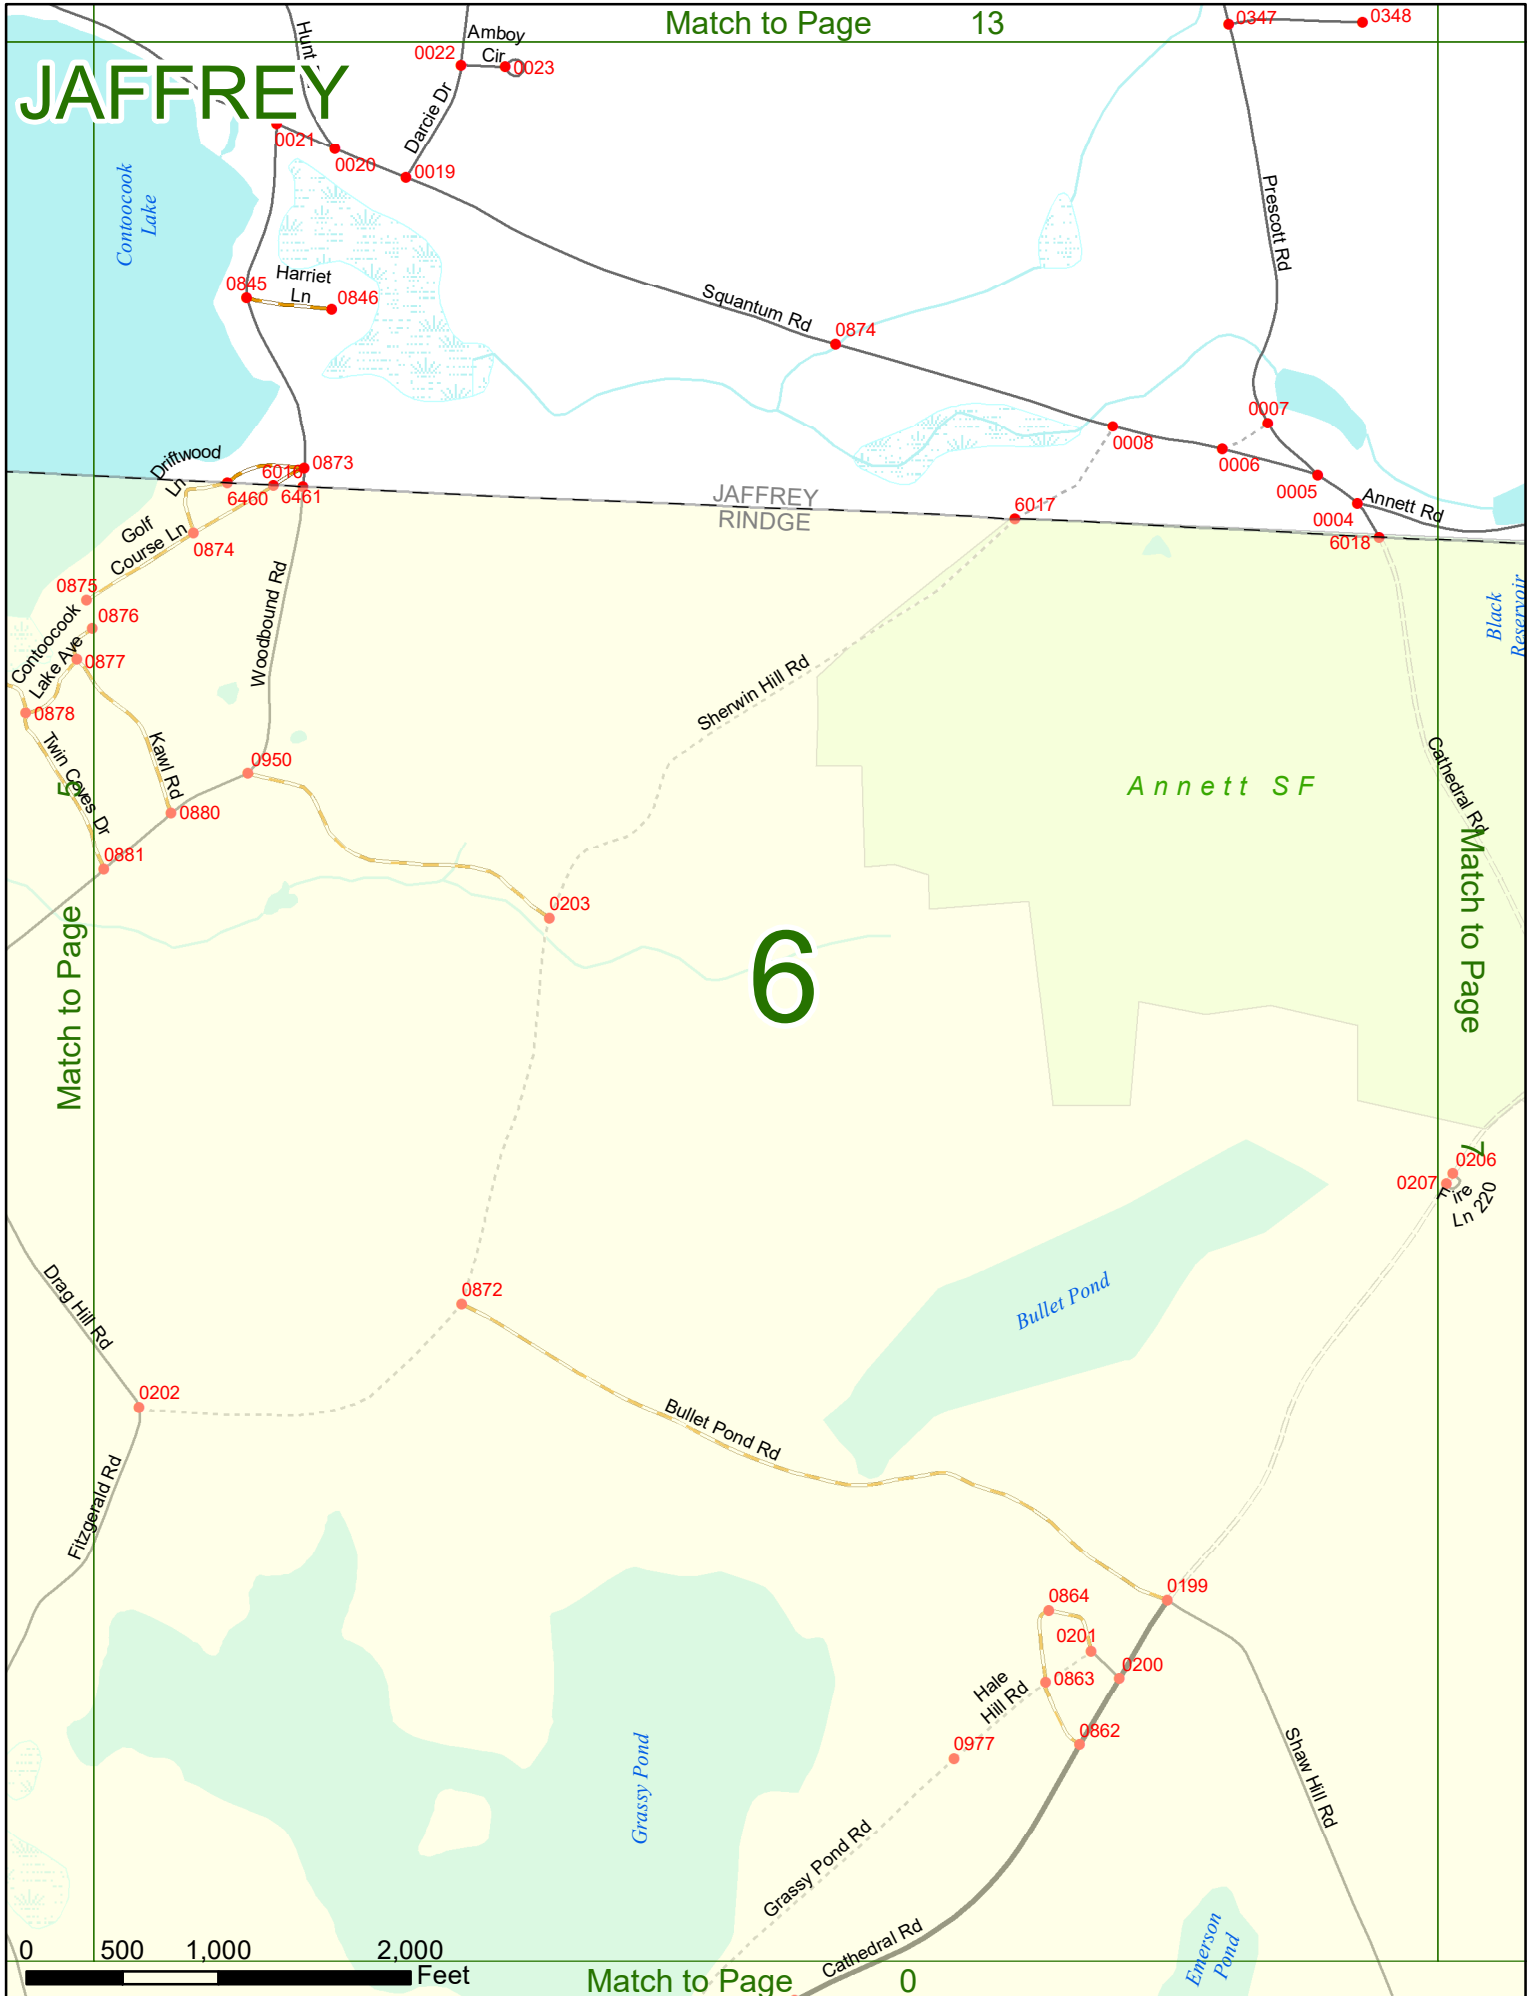 Match to Page 13
0347
0348
JAFFREY
Hunt
Amboy
Cir
0022
0023
Darcie Dr
0021
0020
0019
Contoocook
Lake
Prescott Rd
Harriet
Ln
0845
0846
Squantum Rd
0874
0007
0008
0006
0005
0004
Annett Rd
6018
Driftwood
Ln
0873
6016
6460
6461
JAFFREY
RINDGE
6017
Golf
Course Ln
0874
0875
0876
Contoocook
Lake Ave
0877
0878
Woodbound Rd
Black
Reservoir
Sherwin Hill Rd
Twin Coves Dr
Kawl Rd
0950
0880
0881
Annett SF
Cathedral Rd
Match to Page 5
Match to Page 7
0203
6
0206
0207
Fire
Ln 220
Drag Hill Rd
0872
Bullet Pond
0202
Bullet Pond Rd
Fitzgerald Rd
0199
0864
0201
0200
0863
Hale
Hill Rd
0862
0977
Shaw Hill Rd
Grassy Pond
Grassy Pond Rd
Cathedral Rd
Emerson
Pond
0 500 1,000 2,000
Feet
Match to Page 0